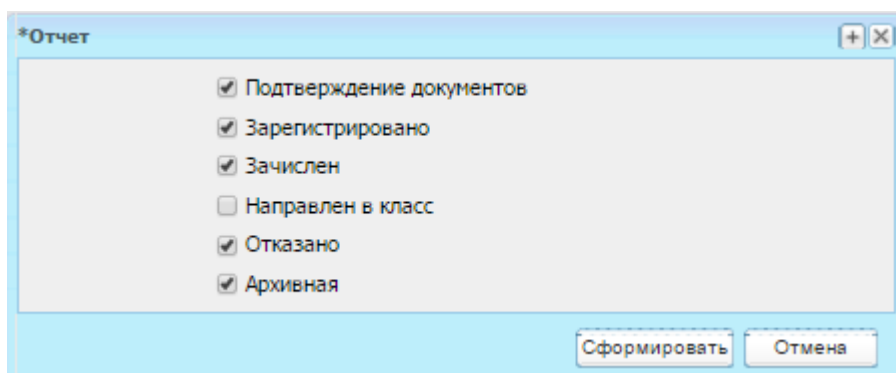 *Отчет
Подтверждение документов
Зарегистрировано
Зачислен
Направлен в класс
Отказано
Архивная
Сформировать Отмена